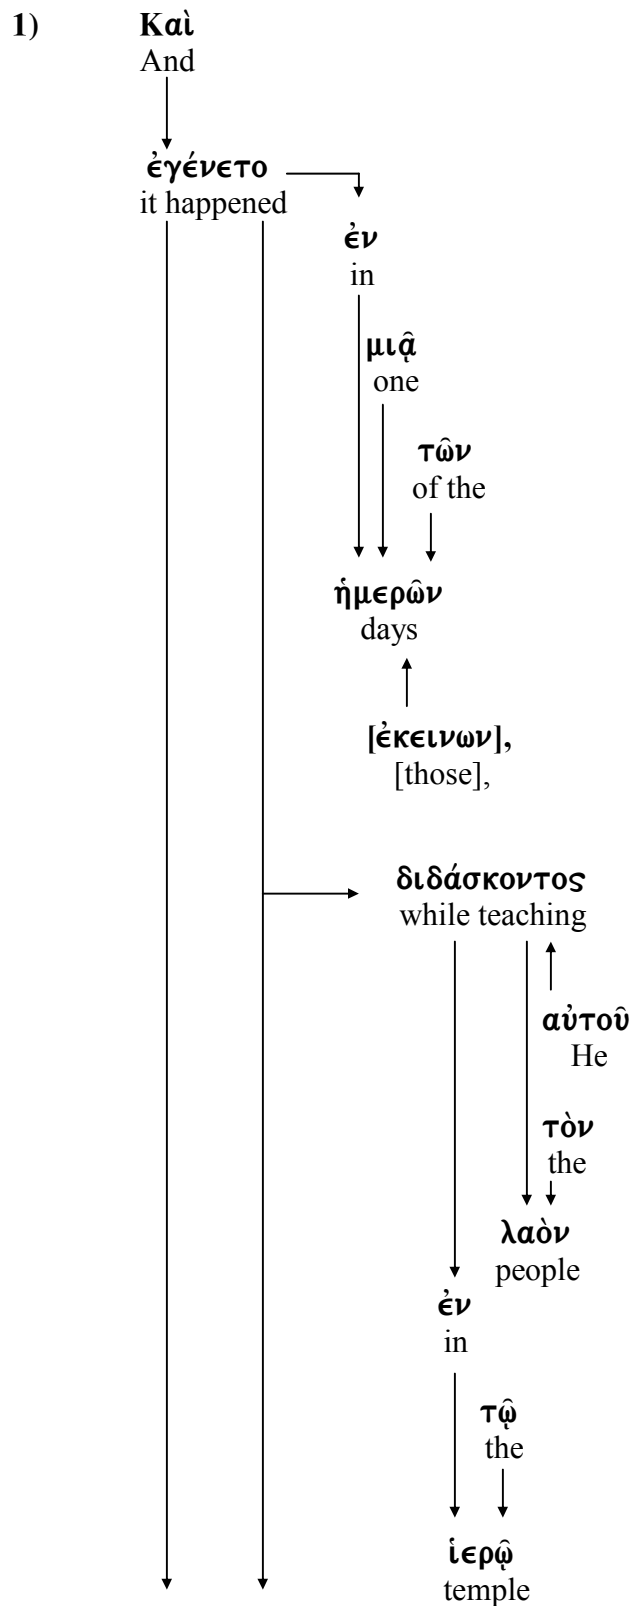 1) Καὶ
And
ἐγένετο
it happened
ἐν
in
μιᾷ
one
τῶν
of the
ἡμερῶν
days
[ἐκεινων],
[those],
διδάσκοντος
while teaching
αὐτοῦ
He
τὸν
the
λαὸν
people
ἐν
in
τῷ
the
ἱερῷ
temple